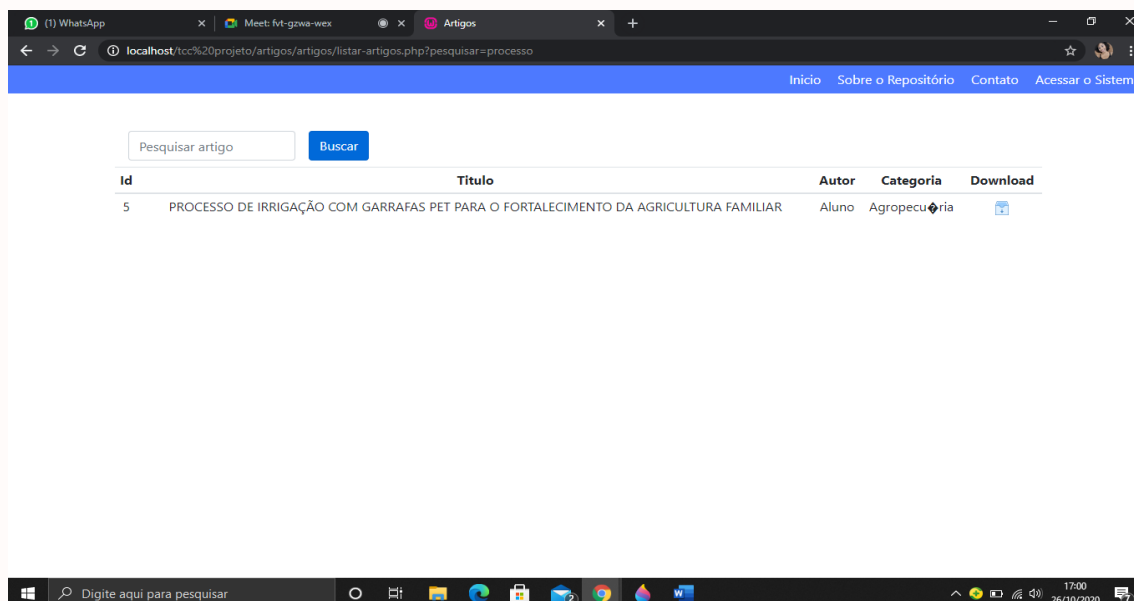 (1) WhatsApp
Meet: fvt-gzwa-wex
Artigos
localhost/tcc%20projeto/artigos/artigos/listar-artigos.php?pesquisar=processo
Inicio Sobre o Repositório Contato Acessar o Sistem
Pesquisar artigo Buscar
Id Titulo Autor Categoria Download
5 PROCESSO DE IRRIGAÇÃO COM GARRAFAS PET PARA O FORTALECIMENTO DA AGRICULTURA FAMILIAR Aluno Agropecu�ria
Digite aqui para pesquisar
17:00
26/10/2020